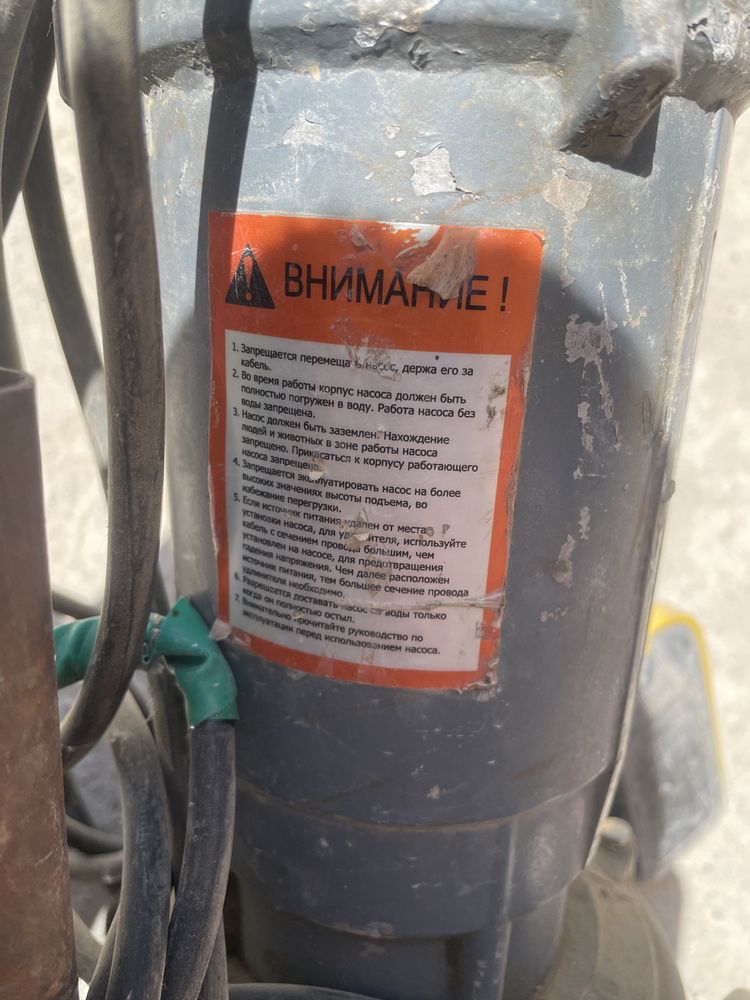 ВНИМАНИЕ !
1. Запрещается перемещать насос, держа его за
кабель.
2. Во время работы корпус насоса должен быть
полностью погружен в воду. Работа насоса без
воды запрещена.
3. Насос должен быть заземлен. Нахождение
людей и животных в зоне работы насоса
запрещено. Прикасаться к корпусу работающего
насоса запрещено.
4. Запрещается эксплуатировать насос на более
высоких значениях высоты подъема, во
избежание перегрузки.
5. Если источник питания удален от места
установки насоса, для удлинителя, используйте
кабель с сечением провода большим, чем
установлен на насосе, для предотвращения
падения напряжения. Чем далее расположен
источник питания, тем большее сечение провода
удлинителя необходимо.
6. Разрешается доставать насос из воды только
когда он полностью остыл.
7. Внимательно прочитайте руководство по
эксплуатации перед использованием насоса.